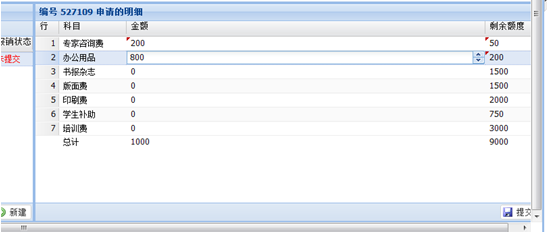 编号 527109 申请的明细
行 科目 金额 剩余额度
1 专家咨询费 200 50
2 办公用品 800 200
3 书报杂志 0 1500
4 版面费 0 1500
5 印刷费 0 2000
6 学生补助 0 750
7 培训费 0 3000
总计 1000 9000
报销状态
未提交
新建
提交